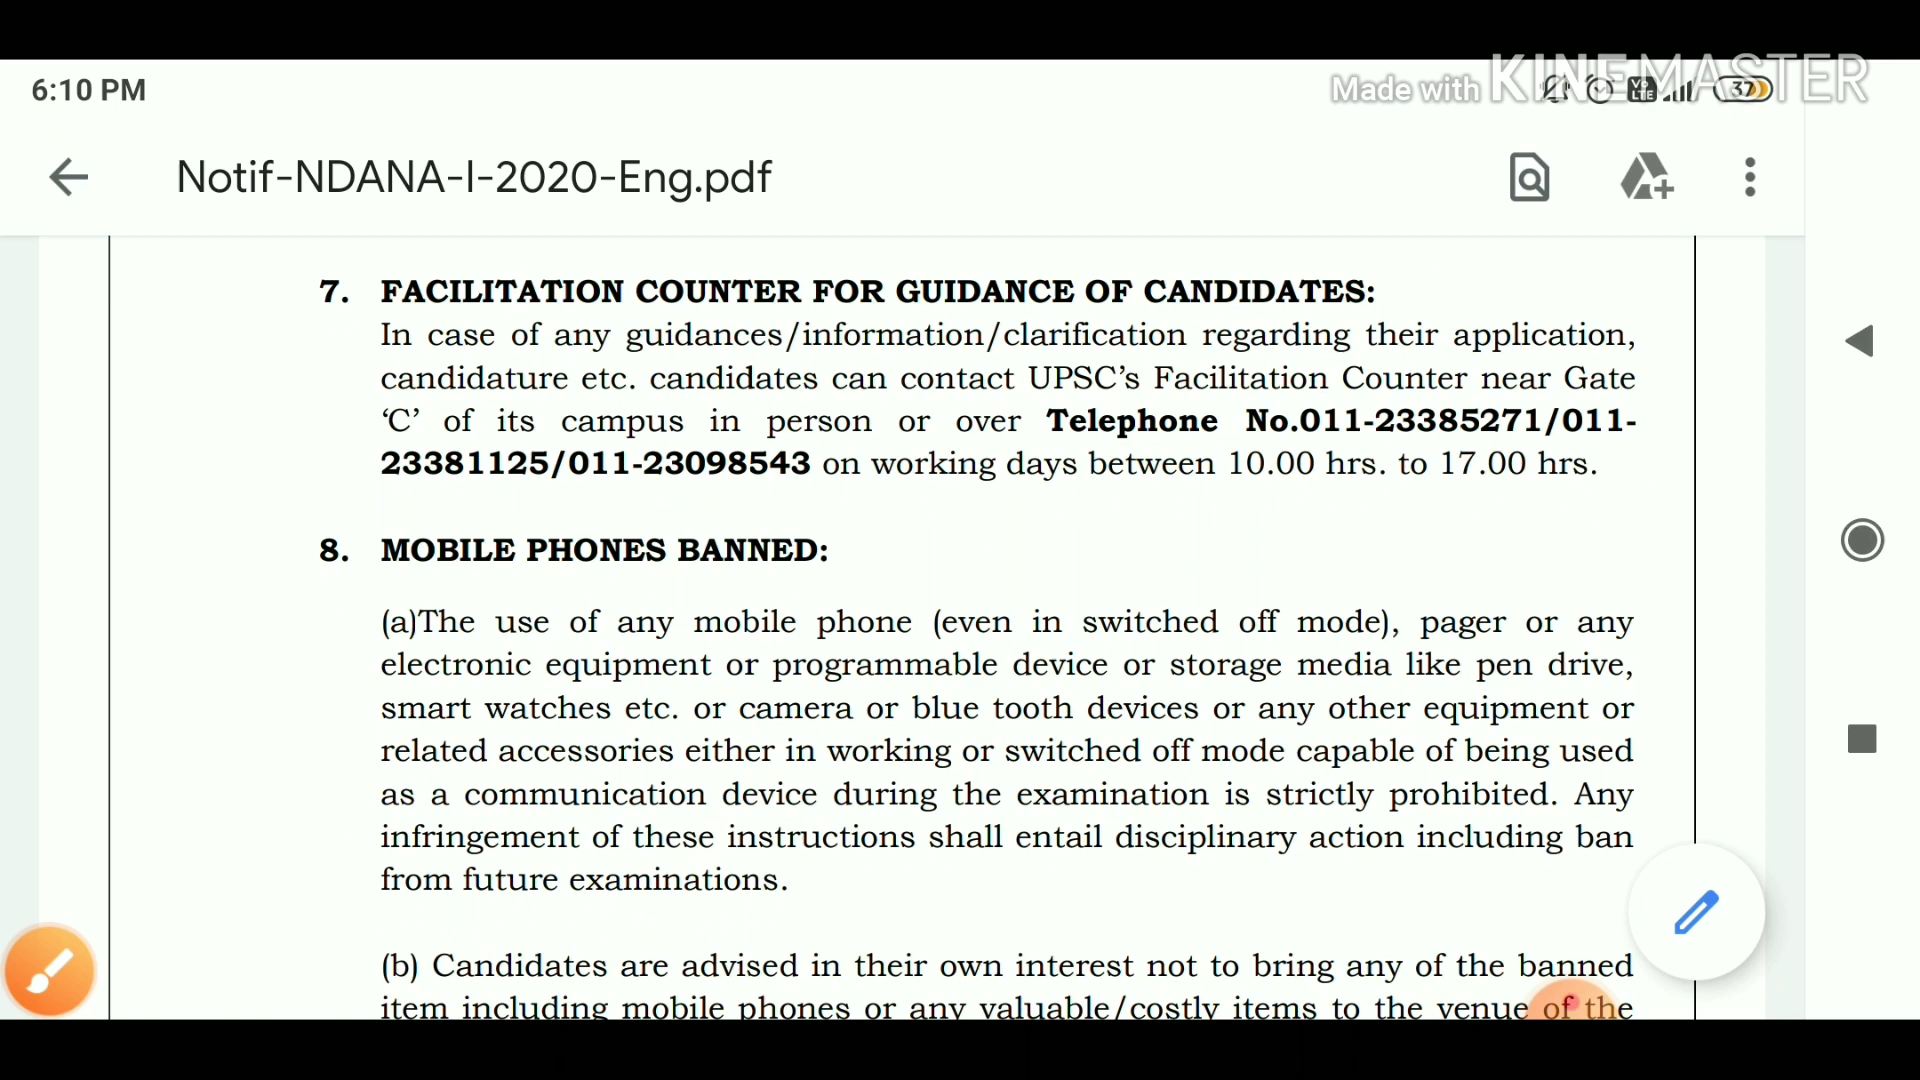 6:10 PM
Made with KINEMASTER
Vo LTE
37
Notif-NDANA-I-2020-Eng.pdf
7. FACILITATION COUNTER FOR GUIDANCE OF CANDIDATES:
In case of any guidances/information/clarification regarding their application,
candidature etc. candidates can contact UPSC’s Facilitation Counter near Gate
‘C’ of its campus in person or over Telephone No.011-23385271/011-
23381125/011-23098543 on working days between 10.00 hrs. to 17.00 hrs.
8. MOBILE PHONES BANNED:
(a)The use of any mobile phone (even in switched off mode), pager or any
electronic equipment or programmable device or storage media like pen drive,
smart watches etc. or camera or blue tooth devices or any other equipment or
related accessories either in working or switched off mode capable of being used
as a communication device during the examination is strictly prohibited. Any
infringement of these instructions shall entail disciplinary action including ban
from future examinations.
(b) Candidates are advised in their own interest not to bring any of the banned
item including mobile phones or any valuable/costly items to the venue of the